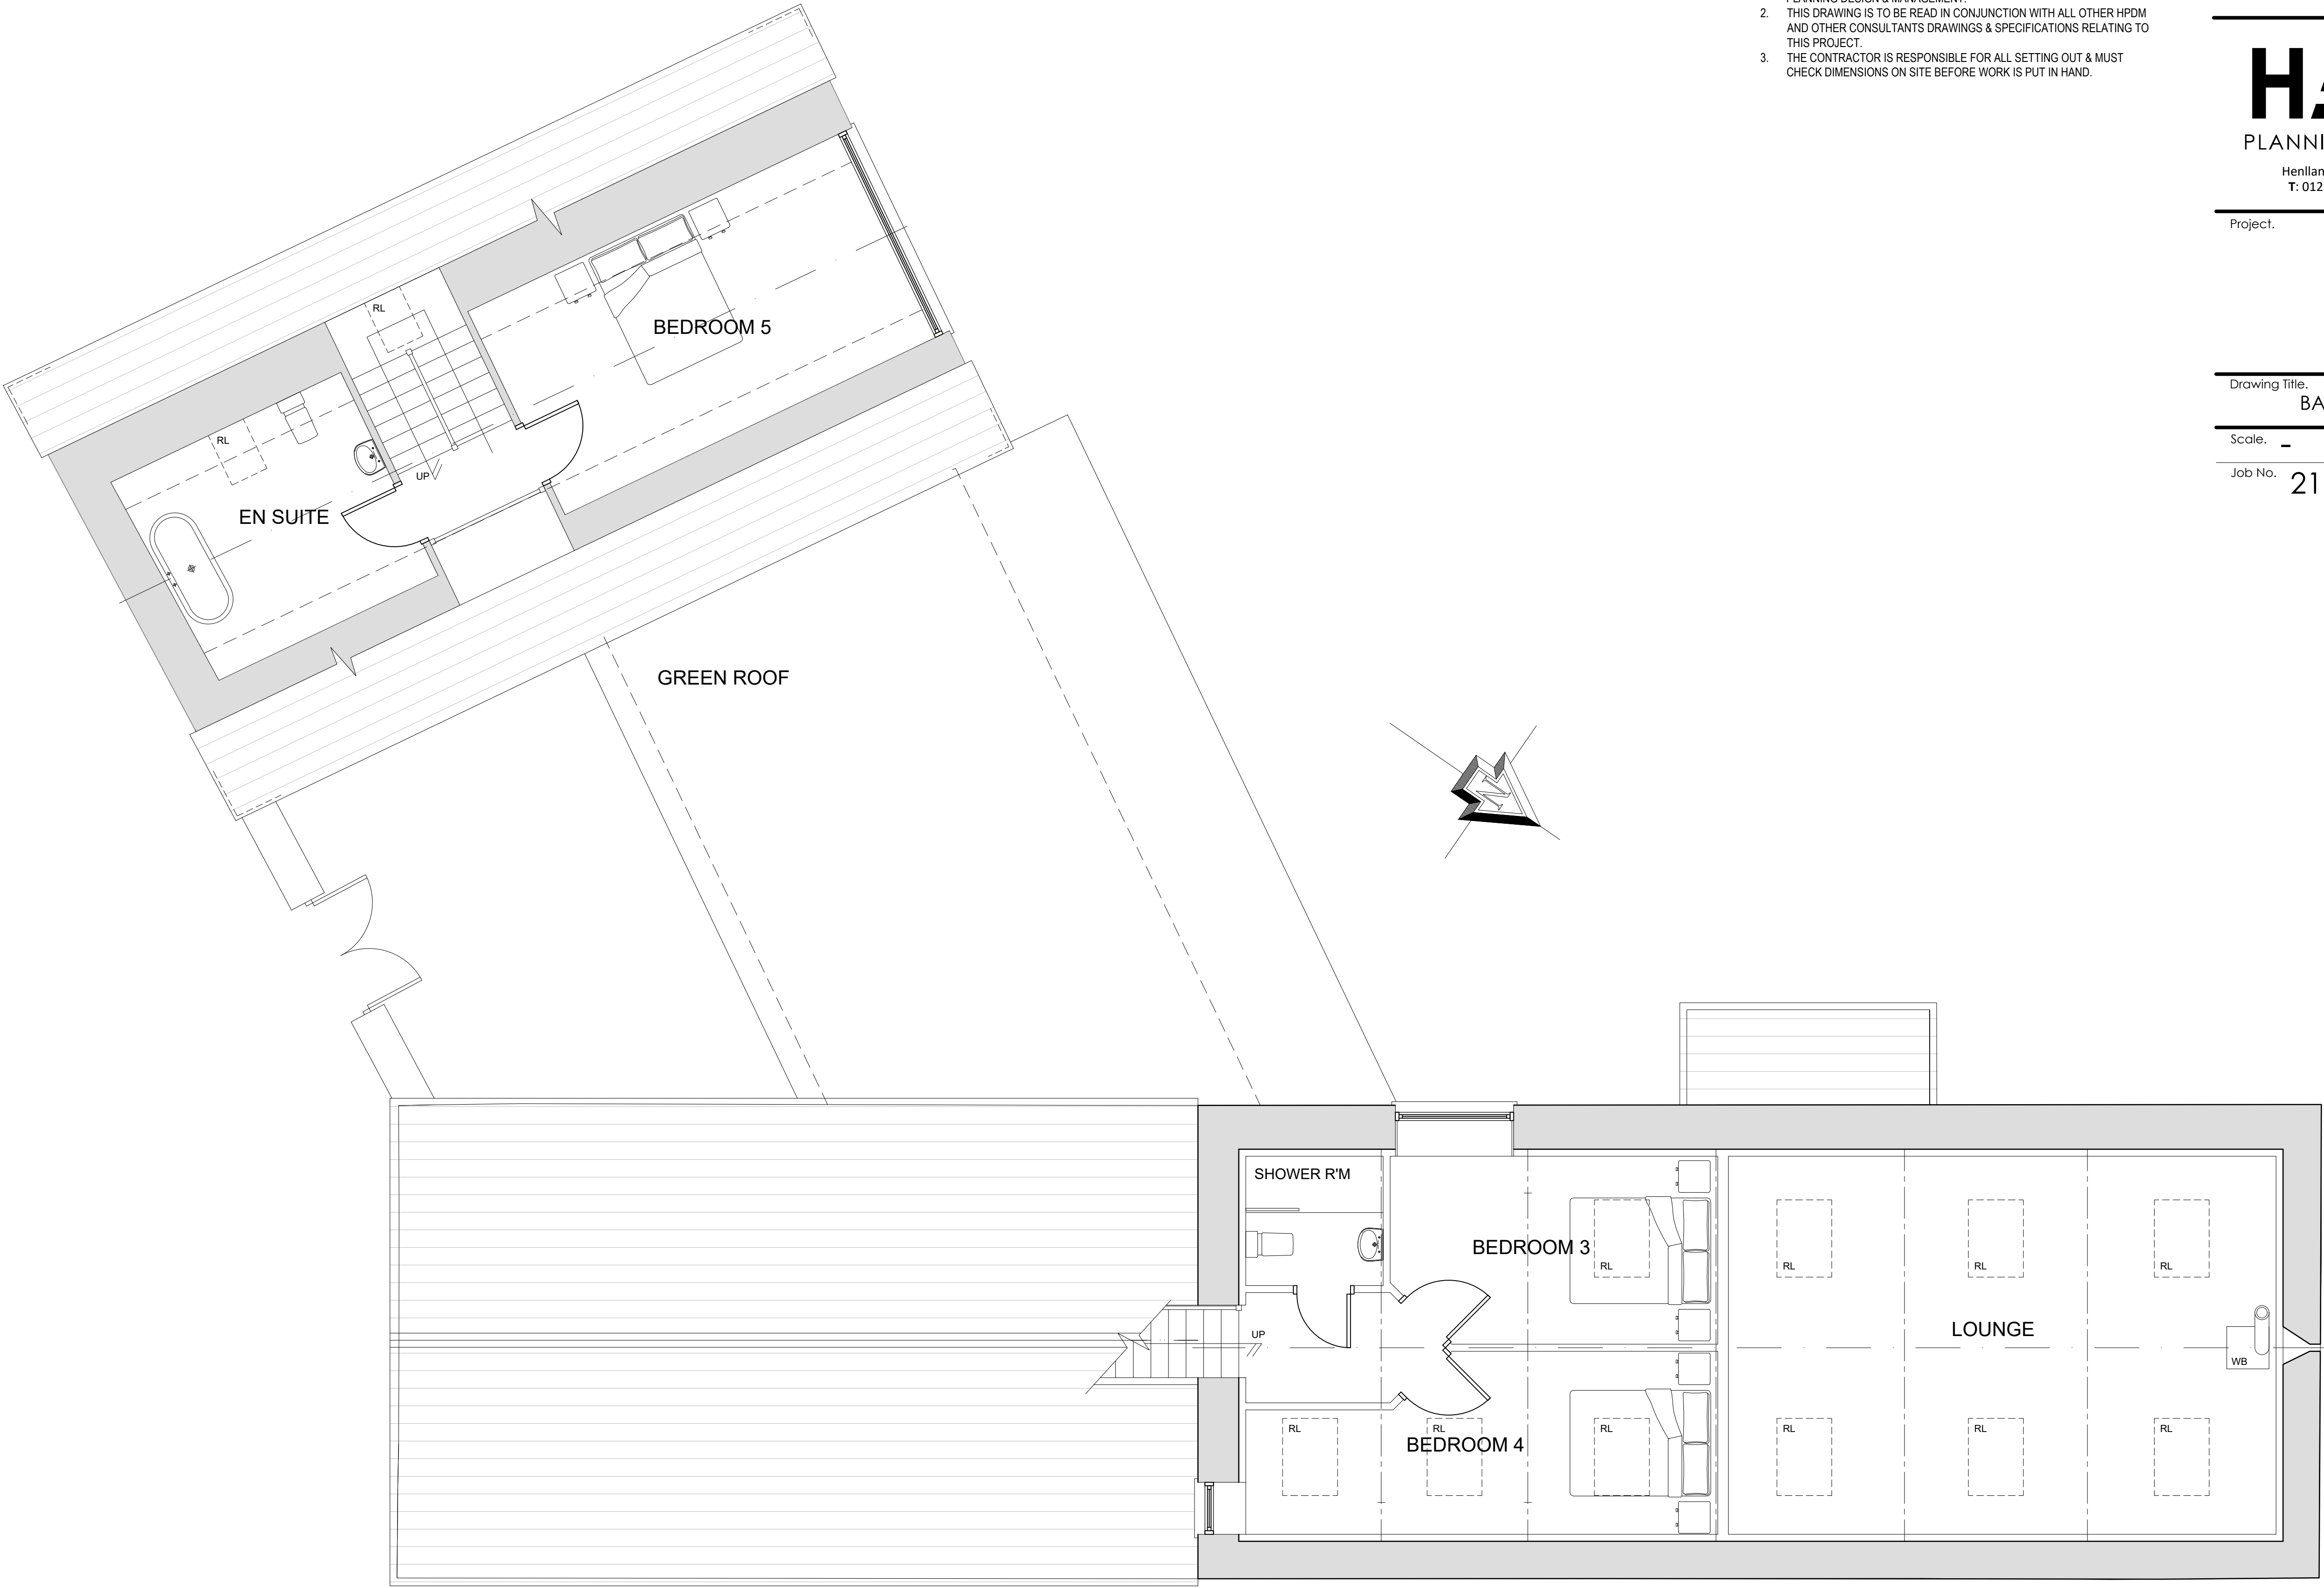 2. THIS DRAWING IS TO BE READ IN CONJUNCTION WITH ALL OTHER HPDM
AND OTHER CONSULTANTS DRAWINGS & SPECIFICATIONS RELATING TO
THIS PROJECT.
3. THE CONTRACTOR IS RESPONSIBLE FOR ALL SETTING OUT & MUST
CHECK DIMENSIONS ON SITE BEFORE WORK IS PUT IN HAND.
HA
PLANNI
Henllan
T: 012
Project.
Drawing Title.
BA
Scale. -
Job No. 21
RL
BEDROOM 5
RL
UP
EN SUITE
GREEN ROOF
N
SHOWER R'M
BEDROOM 3
RL
RL
RL
RL
UP
LOUNGE
WB
RL
RL
RL
RL
RL
RL
BEDROOM 4